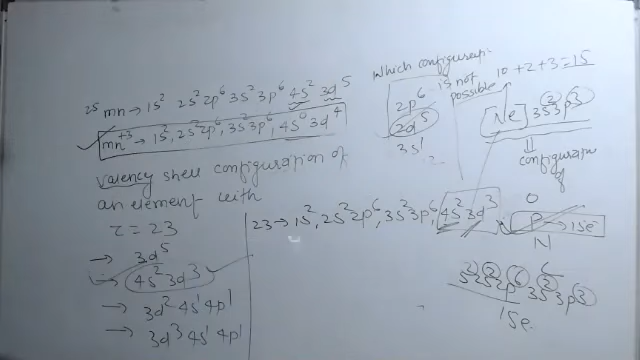 25 mn → 1s² 2s² 2p⁶ 3s² 3p⁶ 4s² 3d⁵
mn⁺³ → 1s², 2s² 2p⁶, 3s² 3p⁶, 4s⁰ 3d⁴
valency shell configuration of
an element with
z = 23
→ 3d⁵
→ 4s² 3d³
→ 3d² 4s¹ 4p¹
→ 3d³ 4s¹ 4p¹
23 → 1s², 2s² 2p⁶, 3s² 3p⁶, 4s² 3d³
which configurati
is not
possible
2p⁶
2d⁵
3s¹
10 + 2 + 3 = 15
[Ne] 3s² 3p³
configuration
of
O
P → 15e⁻
N
1s² 2s² 2p⁶ 3s² 3p³
15e